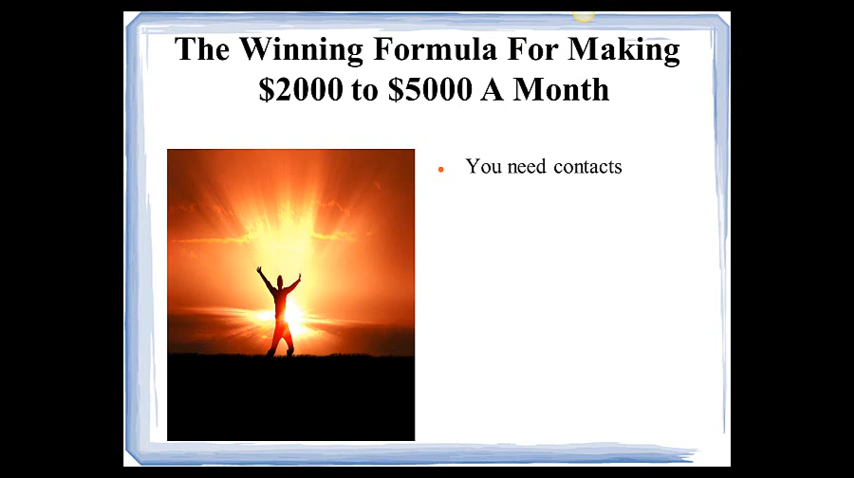 The Winning Formula For Making
$2000 to $5000 A Month
You need contacts